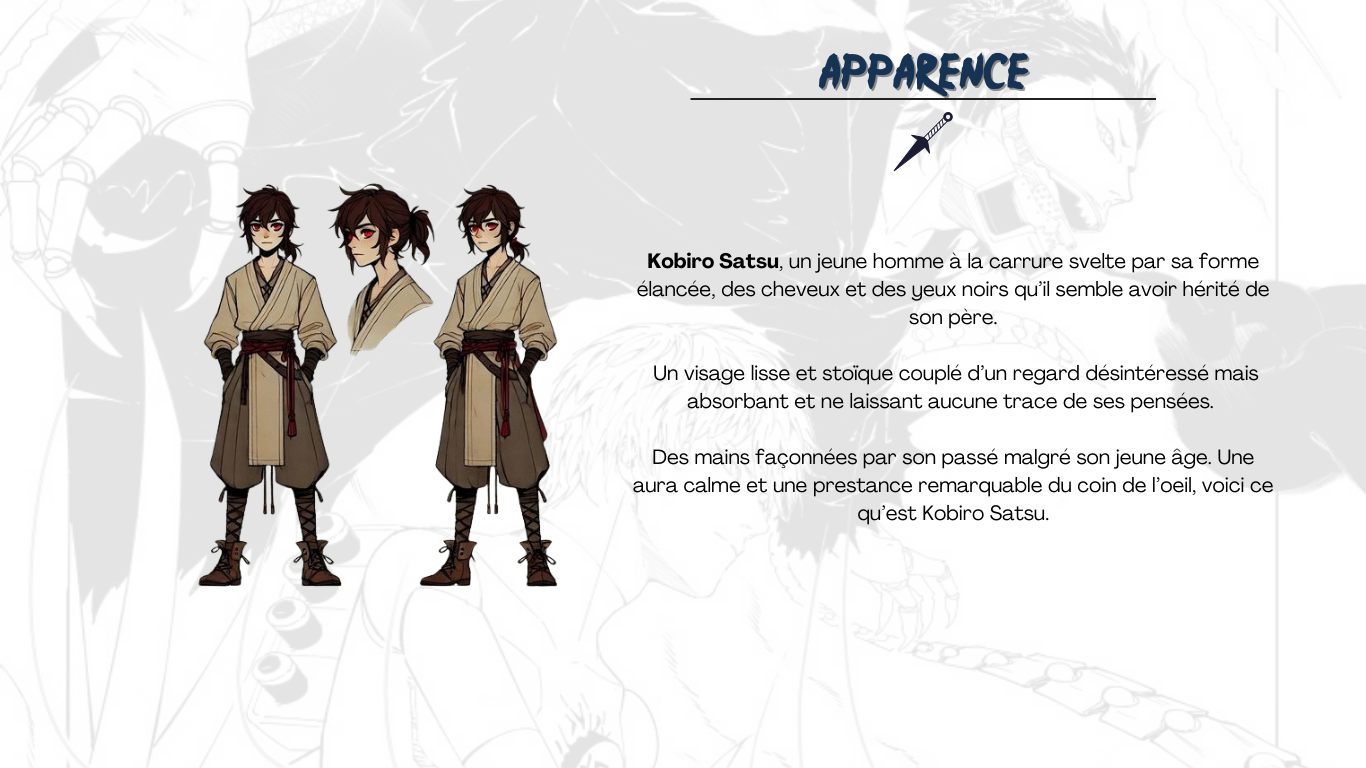 APPARENCE
Kobiro Satsu, un jeune homme à la carrure svelte par sa forme
élancée, des cheveux et des yeux noirs qu’il semble avoir hérité de
son père.
Un visage lisse et stoïque couplé d’un regard désintéressé mais
absorbant et ne laissant aucune trace de ses pensées.
Des mains façonnées par son passé malgré son jeune âge. Une
aura calme et une prestance remarquable du coin de l’oeil, voici ce
qu’est Kobiro Satsu.